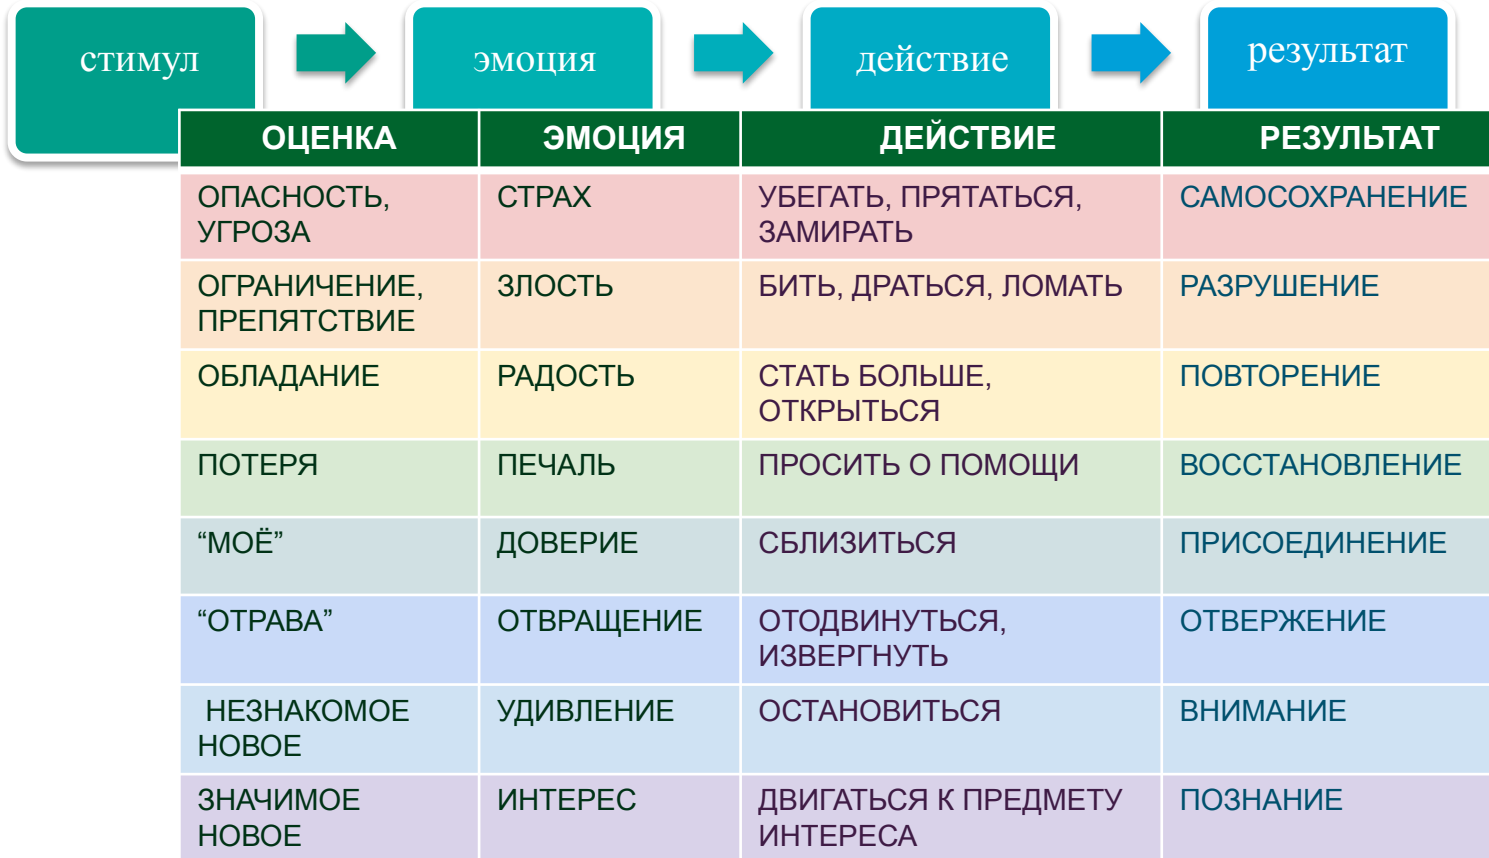 стимул
эмоция
действие
результат
ОЦЕНКА ЭМОЦИЯ ДЕЙСТВИЕ РЕЗУЛЬТАТ
ОПАСНОСТЬ, СТРАХ УБЕГАТЬ, ПРЯТАТЬСЯ, САМОСОХРАНЕНИЕ
УГРОЗА ЗАМИРАТЬ
ОГРАНИЧЕНИЕ, ЗЛОСТЬ БИТЬ, ДРАТЬСЯ, ЛОМАТЬ РАЗРУШЕНИЕ
ПРЕПЯТСТВИЕ
ОБЛАДАНИЕ РАДОСТЬ СТАТЬ БОЛЬШЕ, ПОВТОРЕНИЕ
ОТКРЫТЬСЯ
ПОТЕРЯ ПЕЧАЛЬ ПРОСИТЬ О ПОМОЩИ ВОССТАНОВЛЕНИЕ
“МОЁ” ДОВЕРИЕ СБЛИЗИТЬСЯ ПРИСОЕДИНЕНИЕ
“ОТРАВА” ОТВРАЩЕНИЕ ОТОДВИНУТЬСЯ, ОТВЕРЖЕНИЕ
ИЗВЕРГНУТЬ
НЕЗНАКОМОЕ УДИВЛЕНИЕ ОСТАНОВИТЬСЯ ВНИМАНИЕ
НОВОЕ
ЗНАЧИМОЕ ИНТЕРЕС ДВИГАТЬСЯ К ПРЕДМЕТУ ПОЗНАНИЕ
НОВОЕ ИНТЕРЕСА